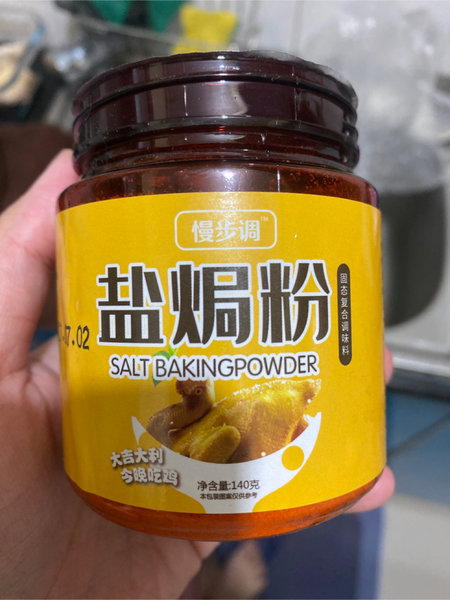 慢步调™
盐焗粉
固态复合调味料
7.02
SALT BAKINGPOWDER
大吉大利
今晚吃鸡
净含量:140克
本包装图案仅供参考